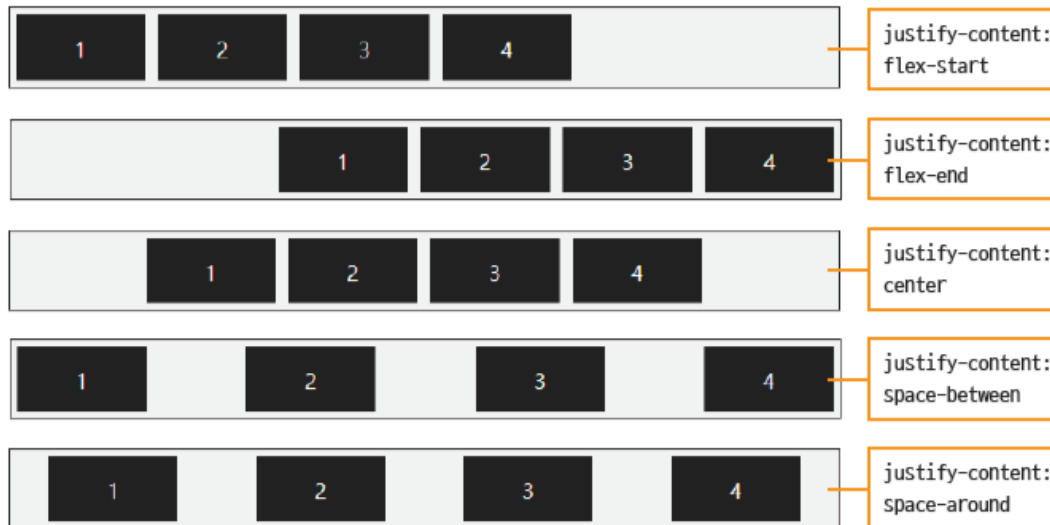 1 2 3 4
justify-content:
flex-start
1 2 3 4
justify-content:
flex-end
1 2 3 4
justify-content:
center
1 2 3 4
justify-content:
space-between
1 2 3 4
justify-content:
space-around